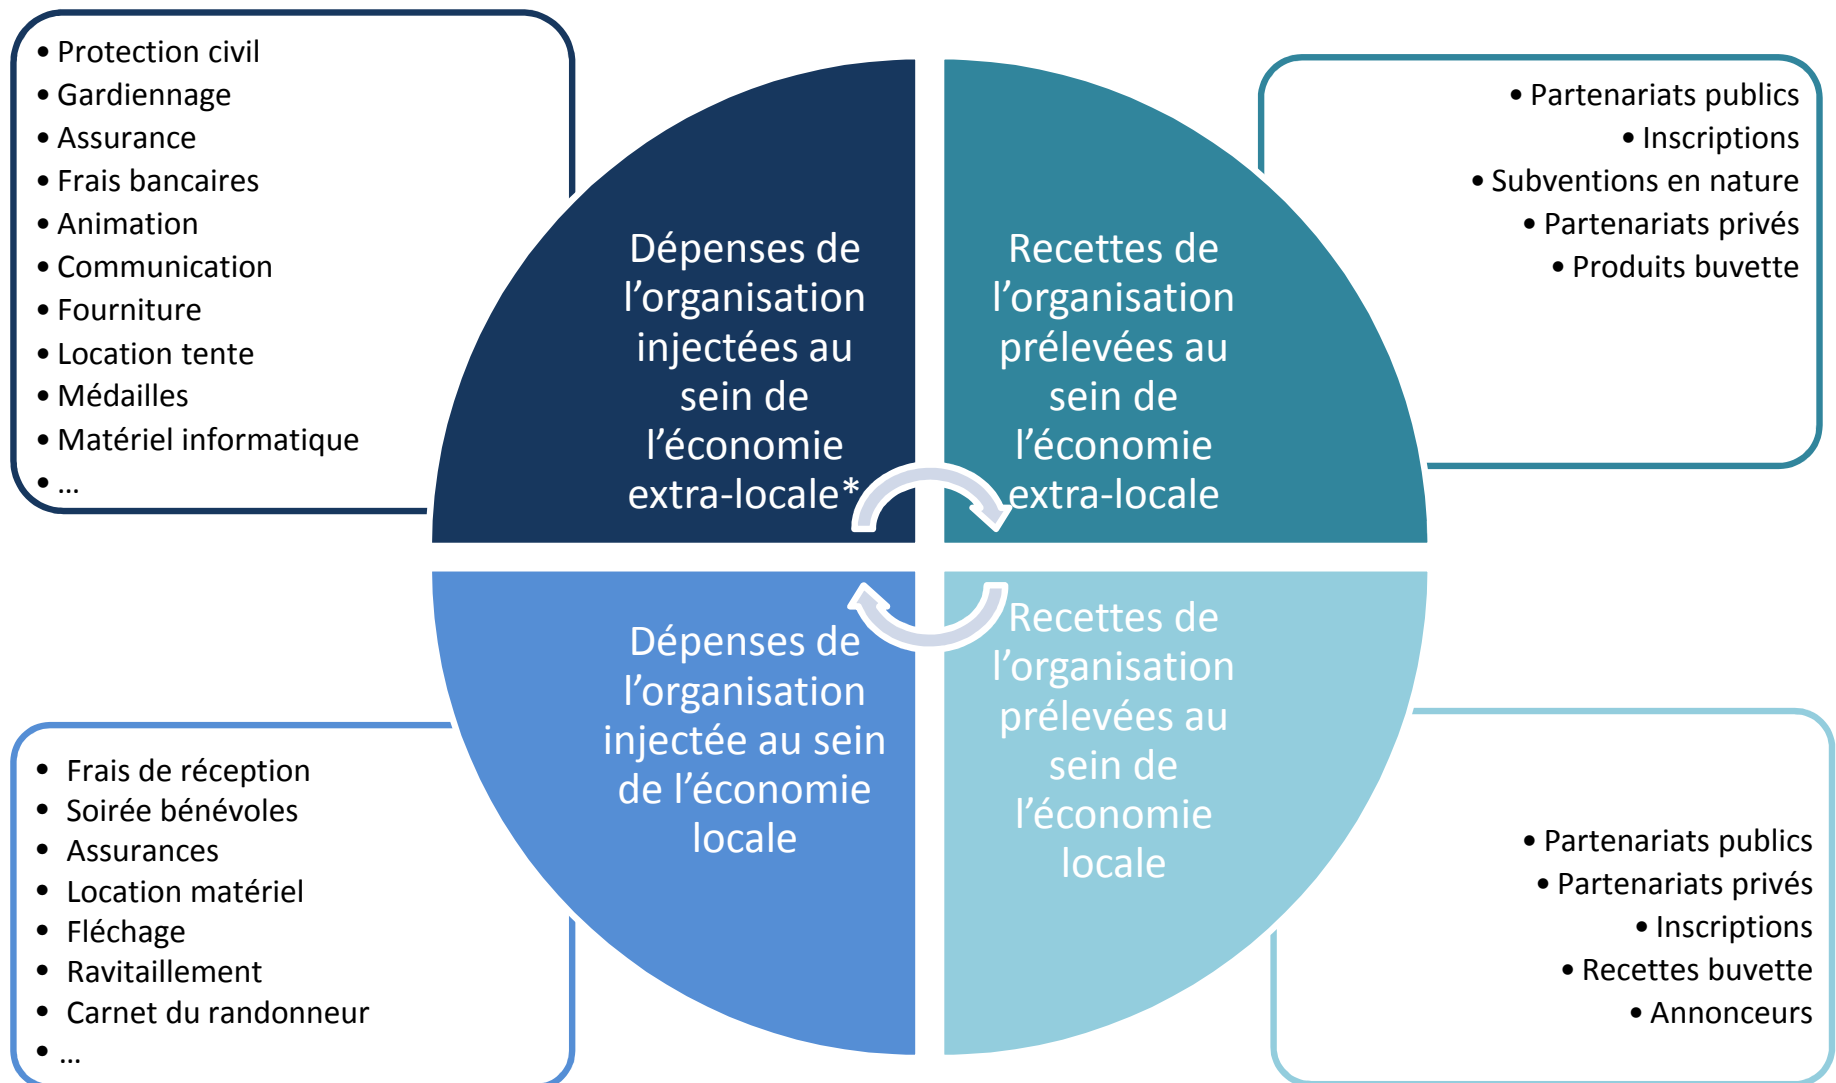 • Protection civil
• Gardiennage
• Assurance
• Frais bancaires
• Animation
• Communication
• Fourniture
• Location tente
• Médailles
• Matériel informatique
• ...
Dépenses de
l’organisation
injectées au
sein de
l’économie
extra-locale*
Recettes de
l’organisation
prélevées au
sein de
l’économie
extra-locale
• Partenariats publics
• Inscriptions
• Subventions en nature
• Partenariats privés
• Produits buvette
Dépenses de
l’organisation
injectée au sein
de l’économie
locale
Recettes de
l’organisation
prélevées au
sein de
l’économie
locale
• Frais de réception
• Soirée bénévoles
• Assurances
• Location matériel
• Fléchage
• Ravitaillement
• Carnet du randonneur
• ...
• Partenariats publics
• Partenariats privés
• Inscriptions
• Recettes buvette
• Annonceurs